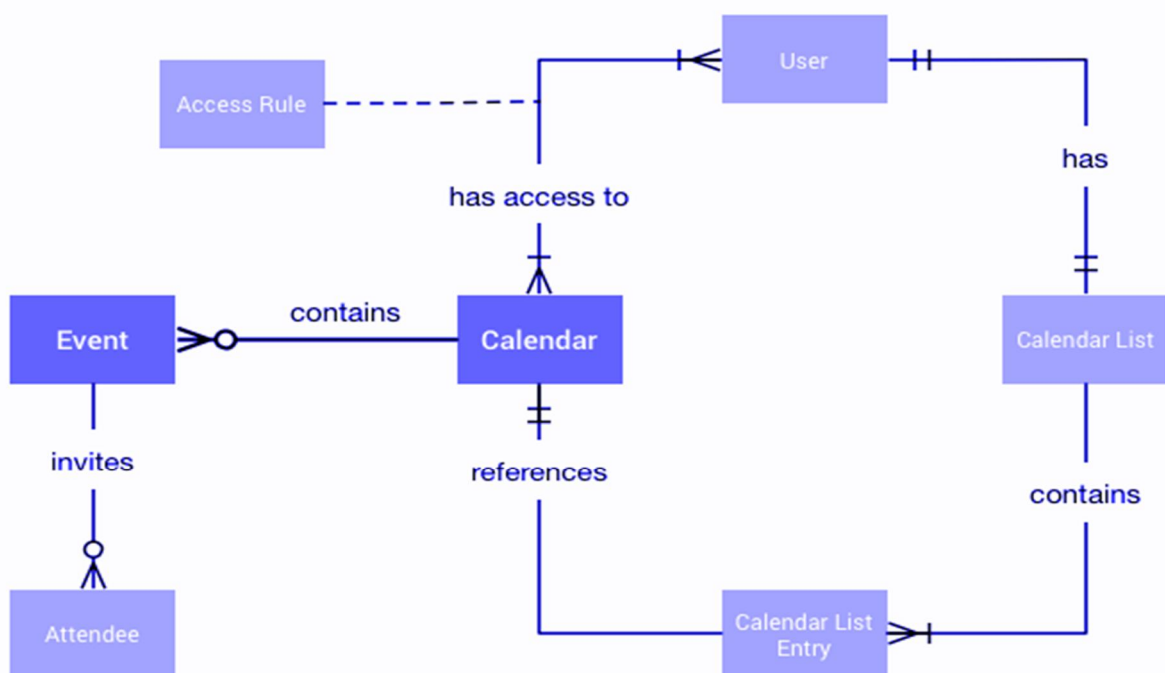 User
Access Rule
has
has access to
contains
Event
Calendar
Calendar List
invites
references
contains
Calendar List
Entry
Attendee